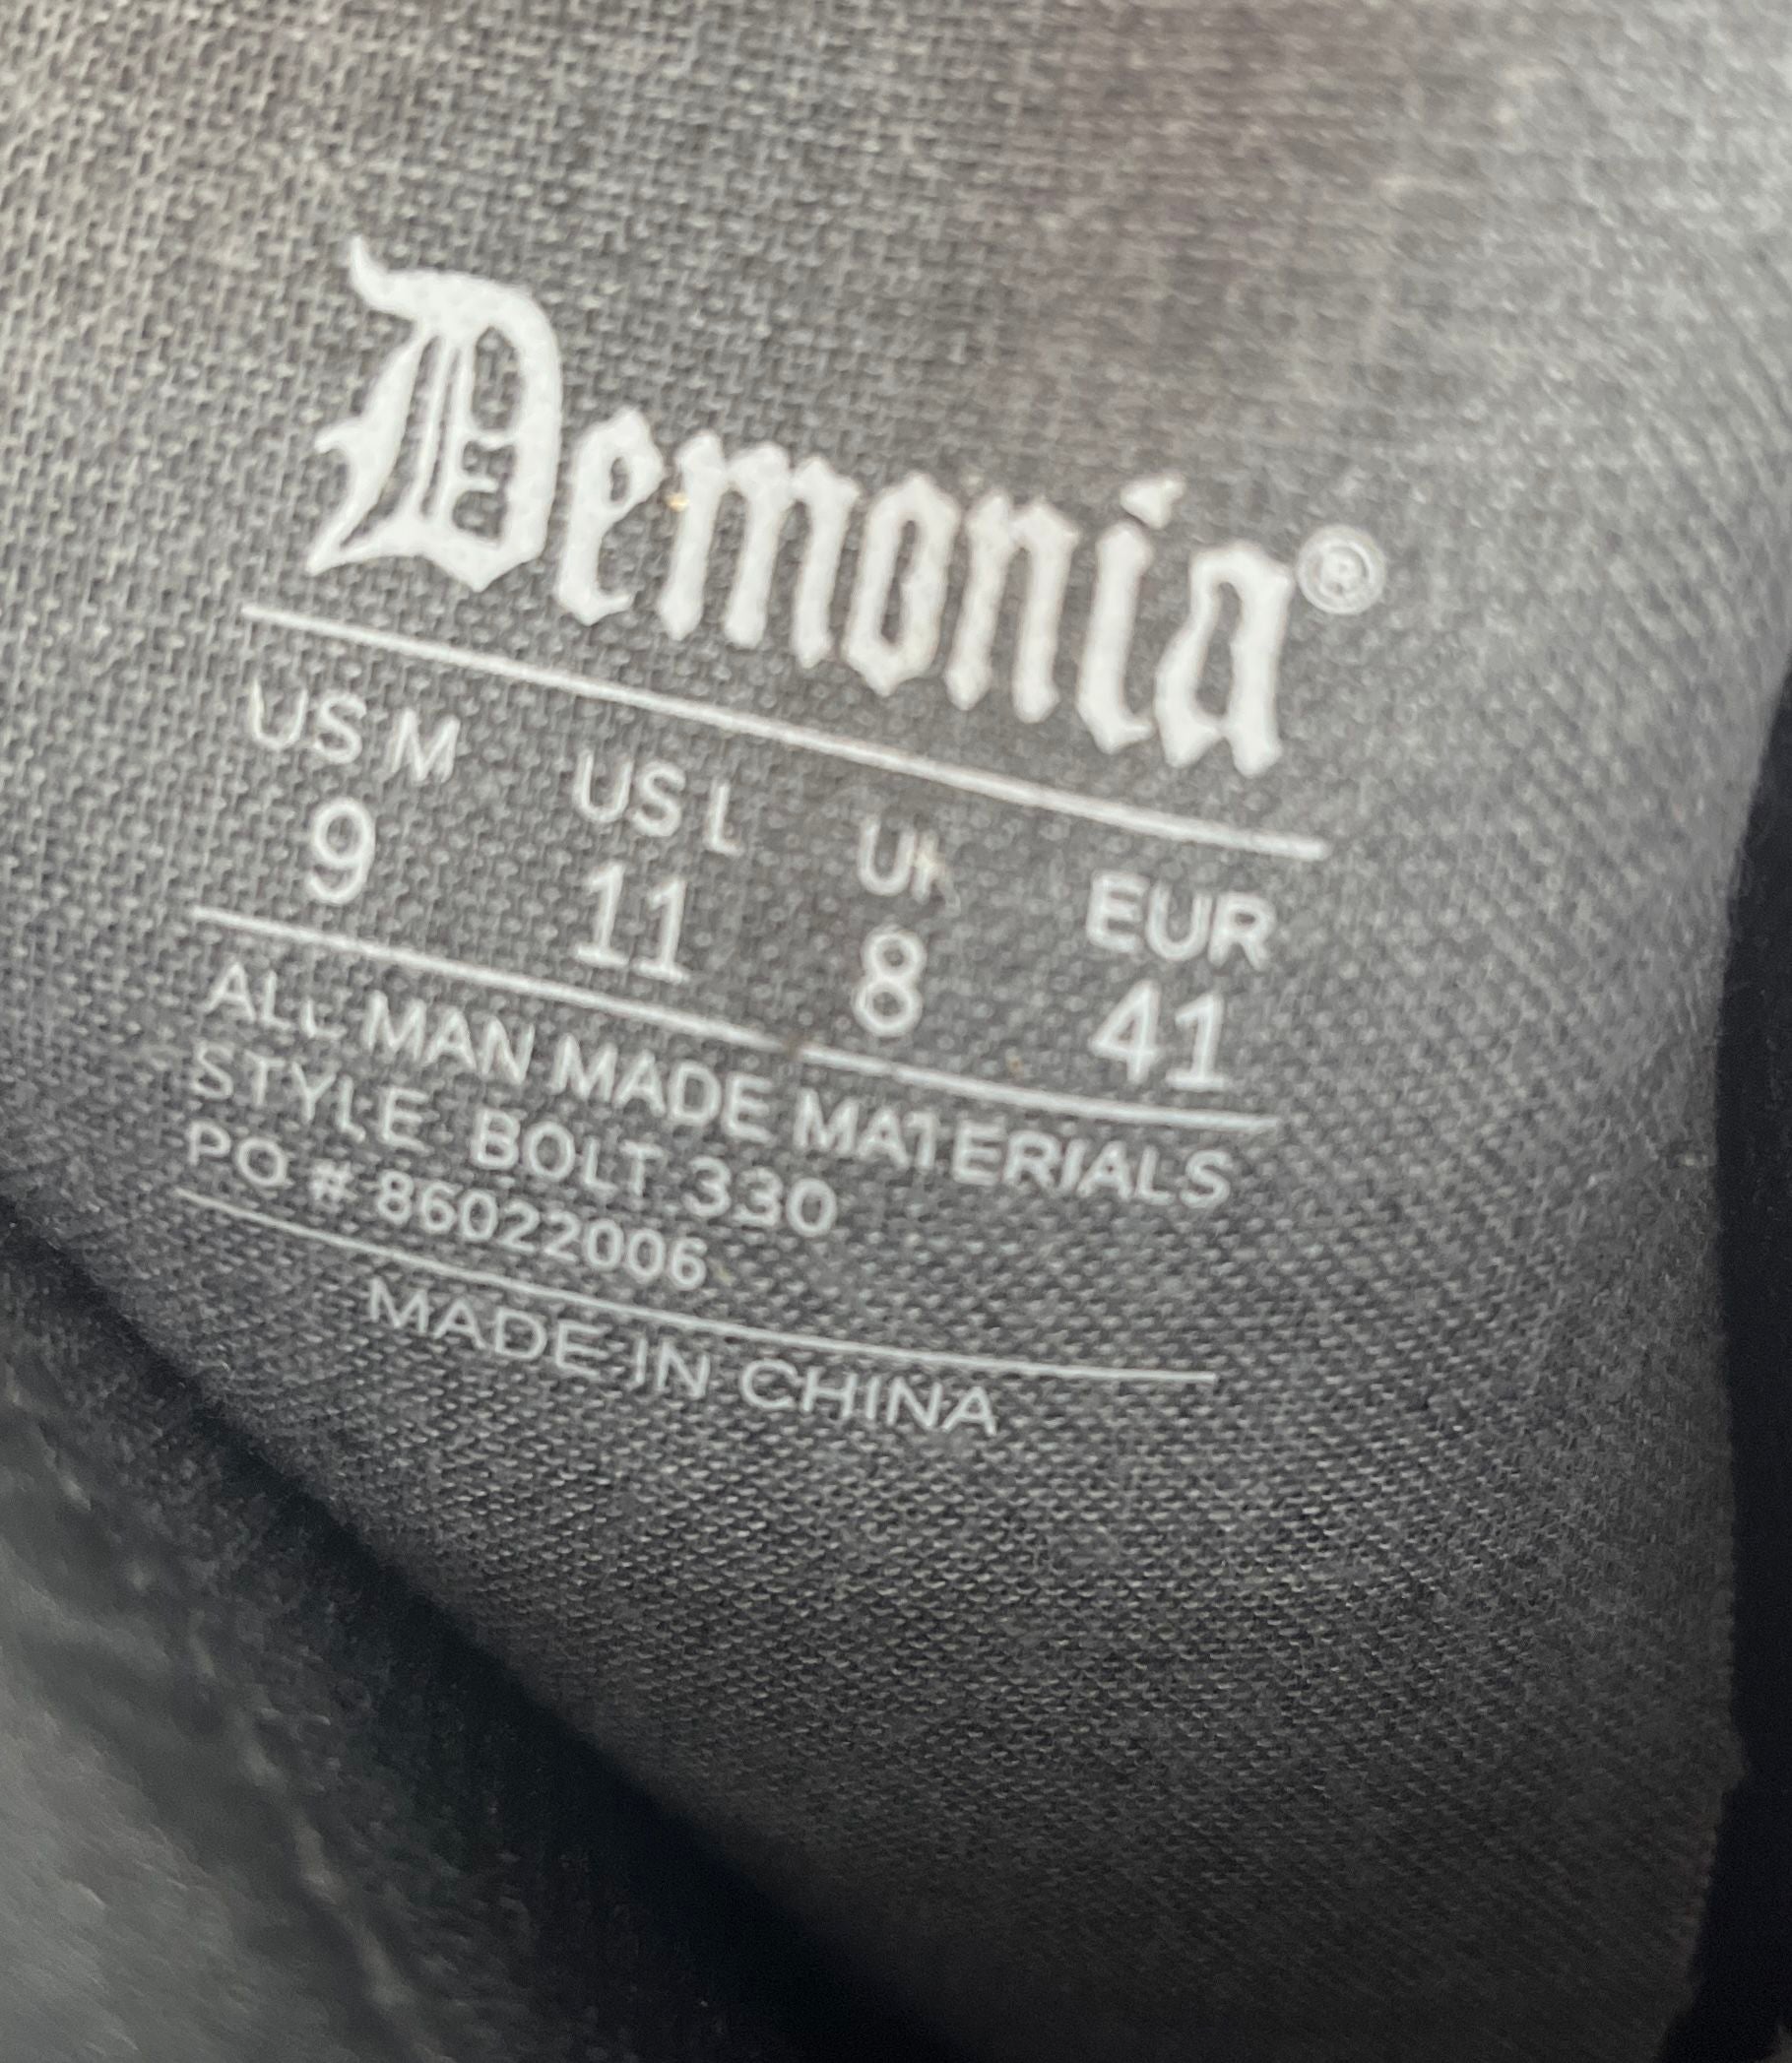 Demonia®
US M US L UK EUR
9 11 8 41
ALL MAN MADE MATERIALS
STYLE BOLT 330
PO # 86022006
MADE IN CHINA